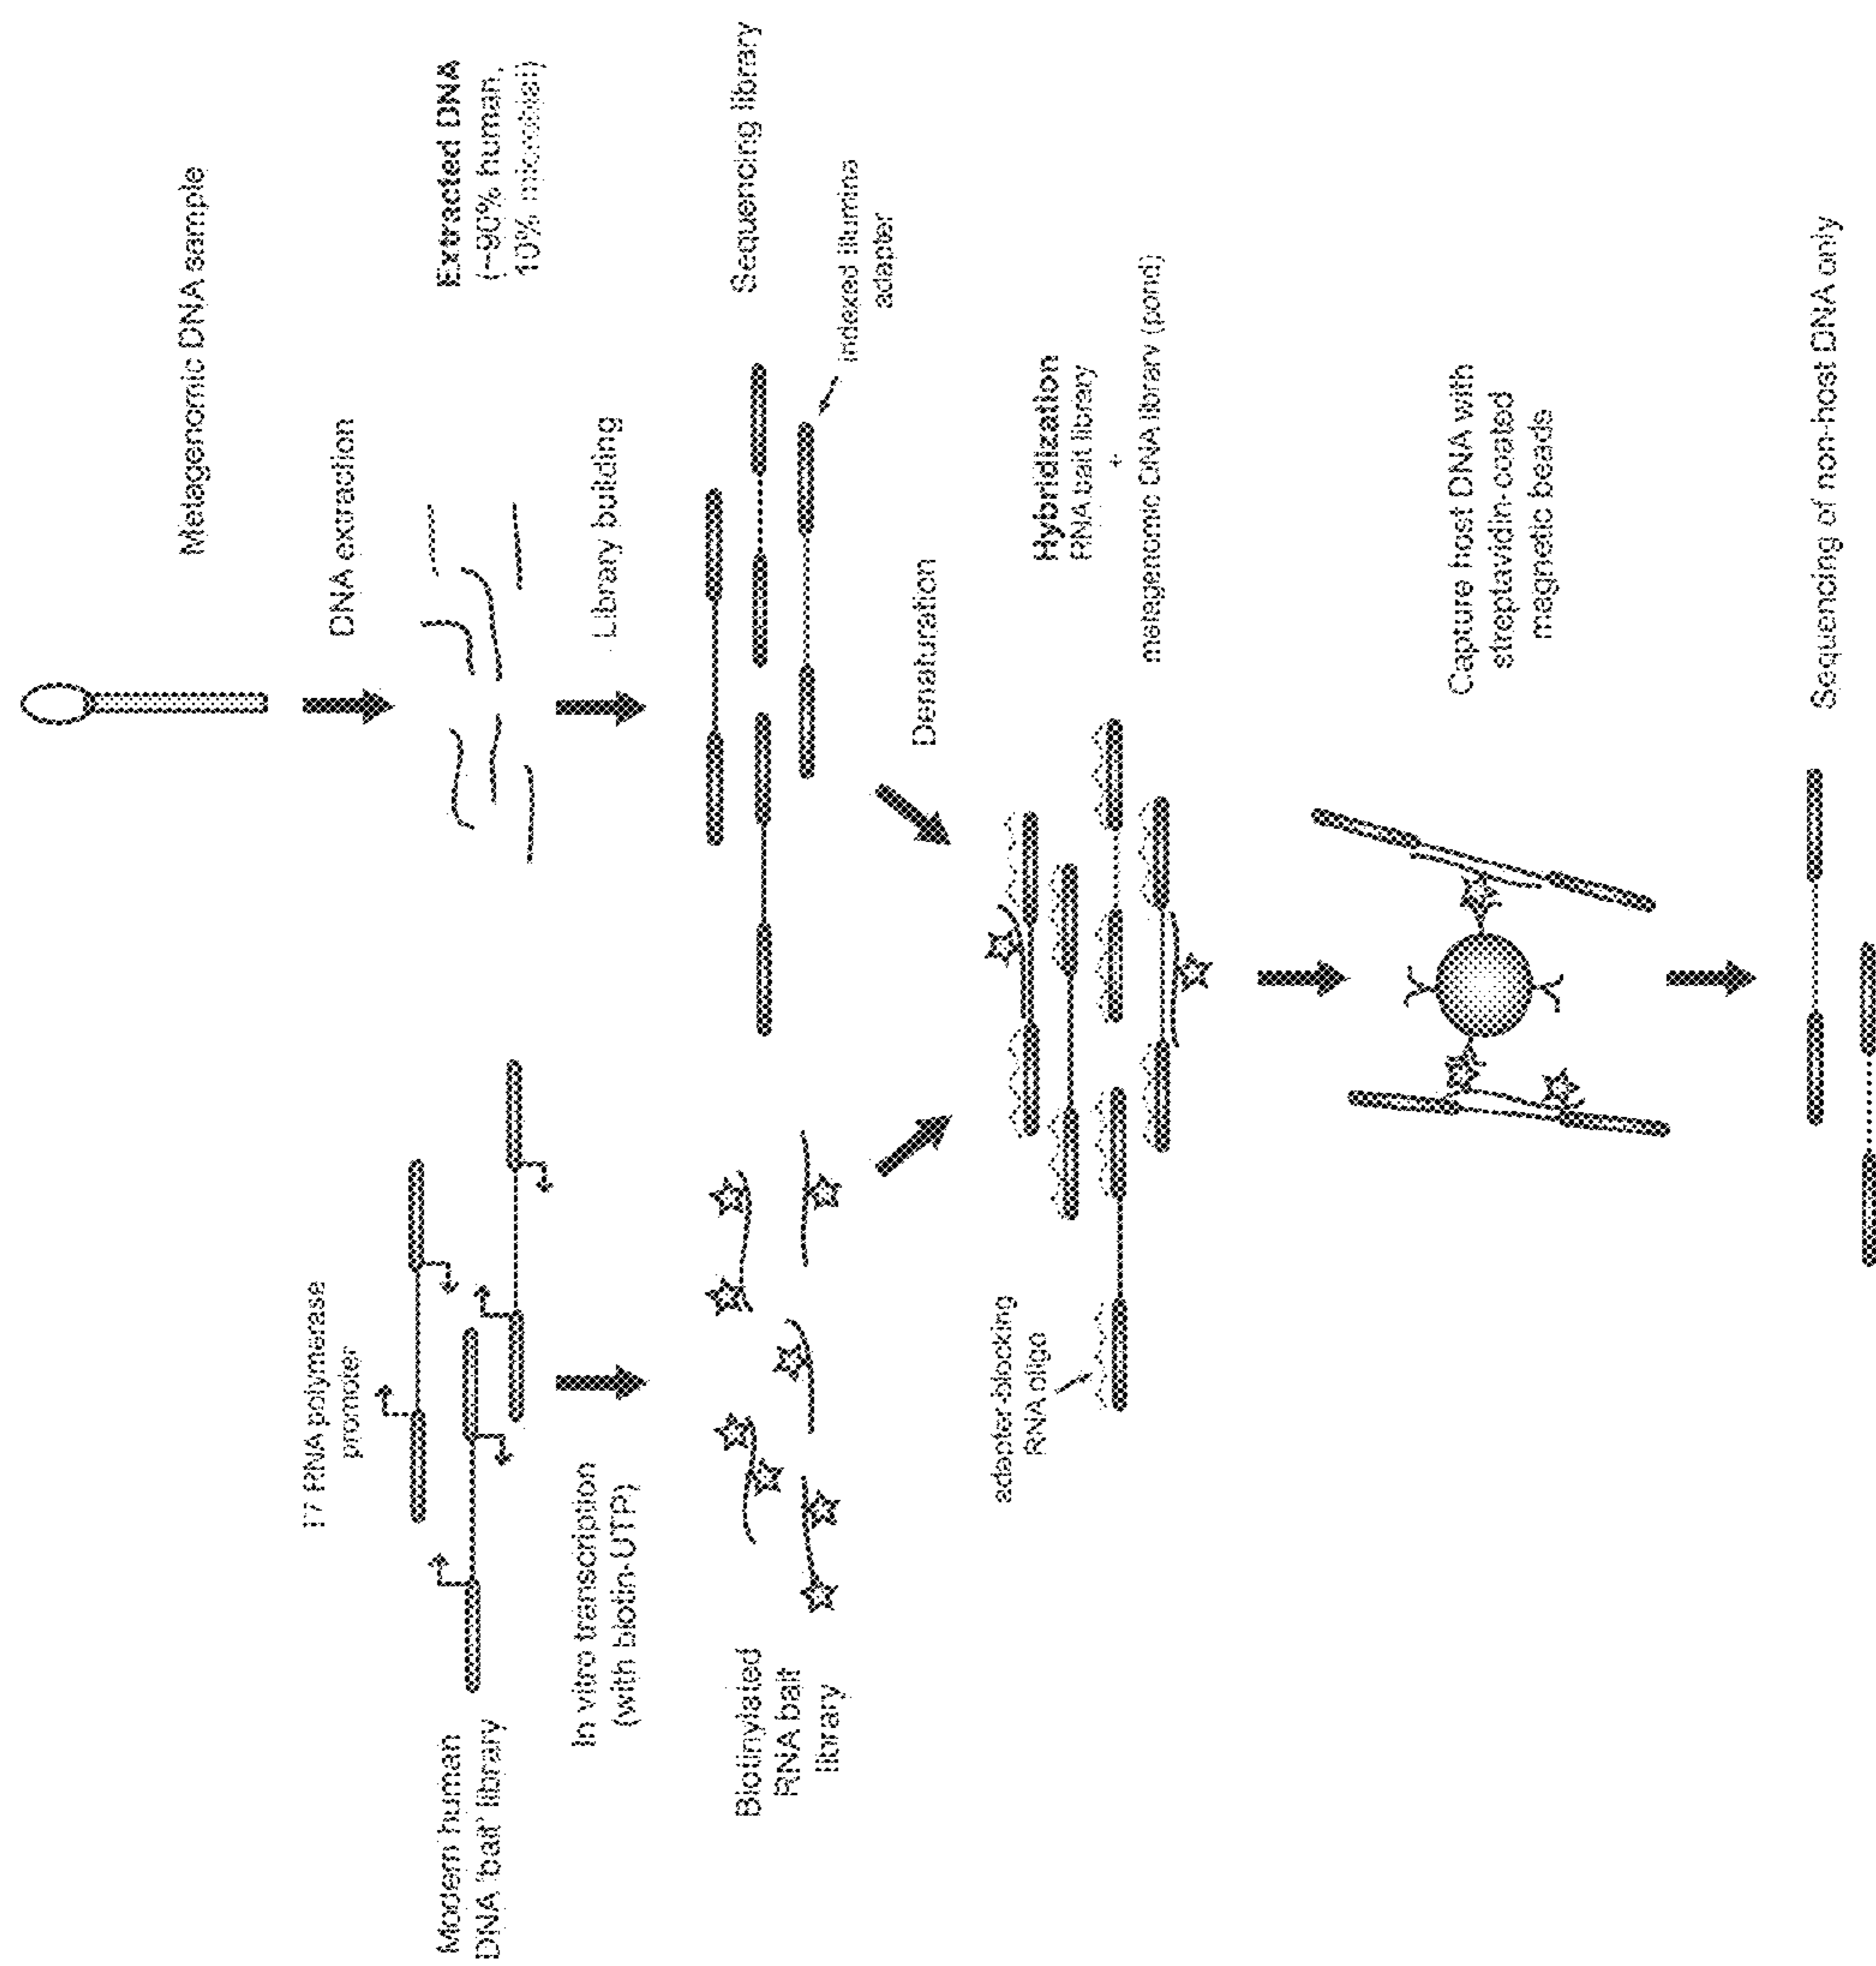 Metagenomic DNA sample
DNA extraction
Extracted DNA
(~90% human,
10% microbial)
Library building
Sequencing library
indexed Illumina
adapter
T7 RNA polymerase
promoter
Modern human
DNA 'bait' library
In vitro transcription
(with biotin-UTP)
Biotinylated
RNA bait
library
Denaturation
Hybridization
RNA bait library
+
metagenomic DNA library (pond)
adapter-blocking
RNA oligo
Capture host DNA with
streptavidin-coated
magnetic beads
Sequencing of non-host DNA only